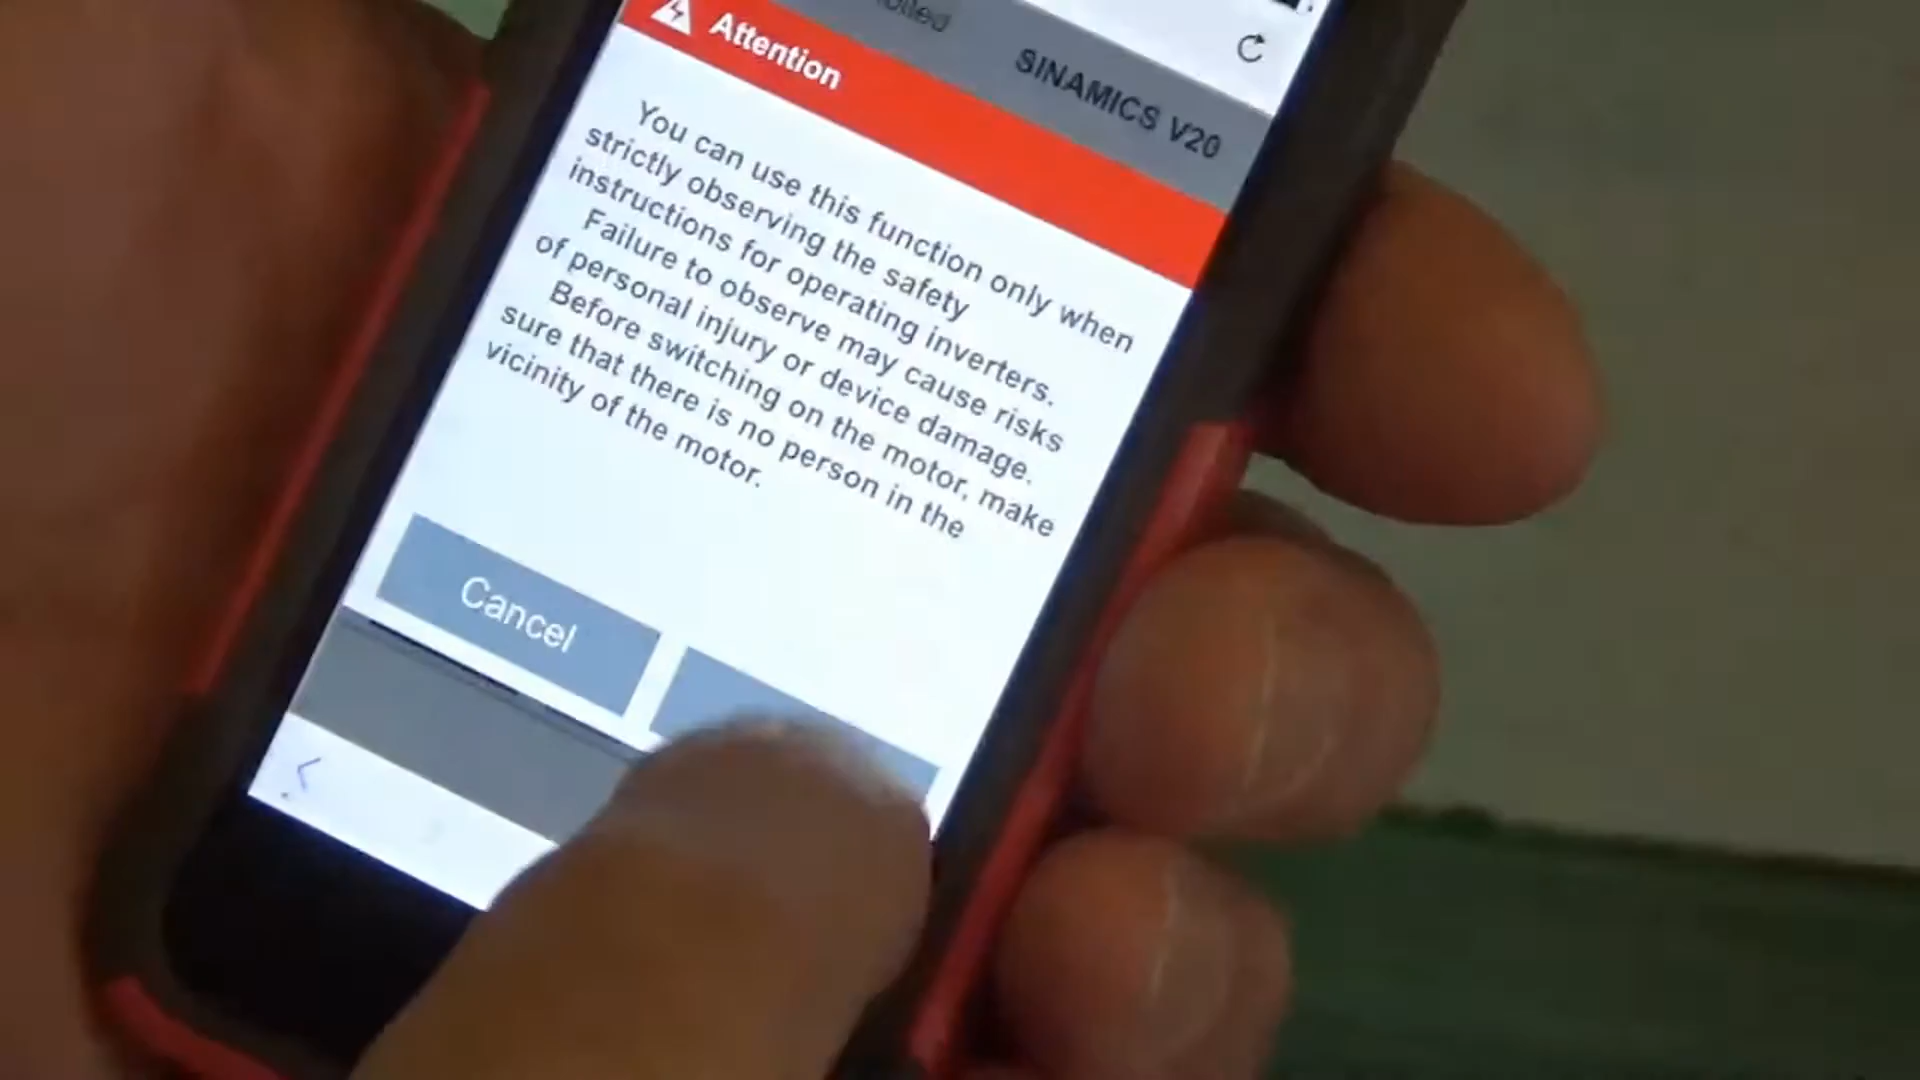 SINAMICS V20
Attention
You can use this function only when
strictly observing the safety
instructions for operating inverters.
Failure to observe may cause risks
of personal injury or device damage.
Before switching on the motor, make
sure that there is no person in the
vicinity of the motor.
Cancel